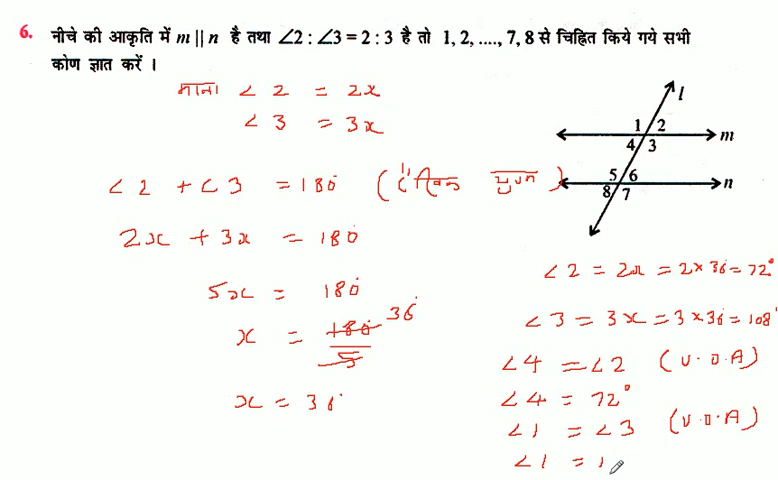 6. नीचे की आकृति में m || n है तथा ∠2 : ∠3 = 2 : 3 है तो 1, 2, ...., 7, 8 से चिह्नित किये गये सभी
कोण ज्ञात करें ।
माना ∠2 = 2x
∠3 = 3x
∠2 + ∠3 = 180° ( रैखिक युग्म )
2x + 3x = 180°
5x = 180°
x = 180° 36°
5
x = 36°
l
1 2
m
4 3
5 6
n
8 7
∠2 = 2x = 2 × 36° = 72°
∠3 = 3x = 3 × 36° = 108°
∠4 = ∠2 (V.O.A)
∠4 = 72°
∠1 = ∠3 (V.O.A)
∠1 = 1